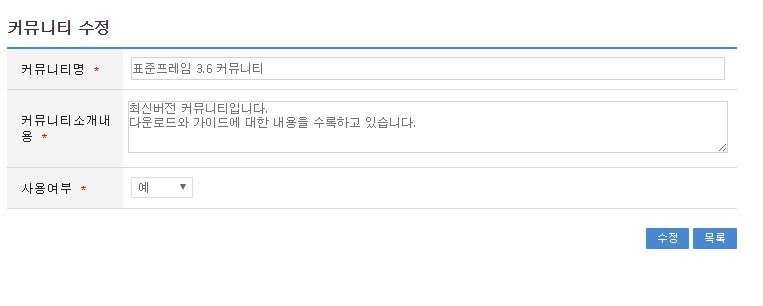 커뮤니티 수정
커뮤니티명 *
표준프레임 3.6 커뮤니티
커뮤니티소개내
용 *
최신버전 커뮤니티입니다.
다운로드와 가이드에 대한 내용을 수록하고 있습니다.
사용여부 *
예 ▼
수정 목록